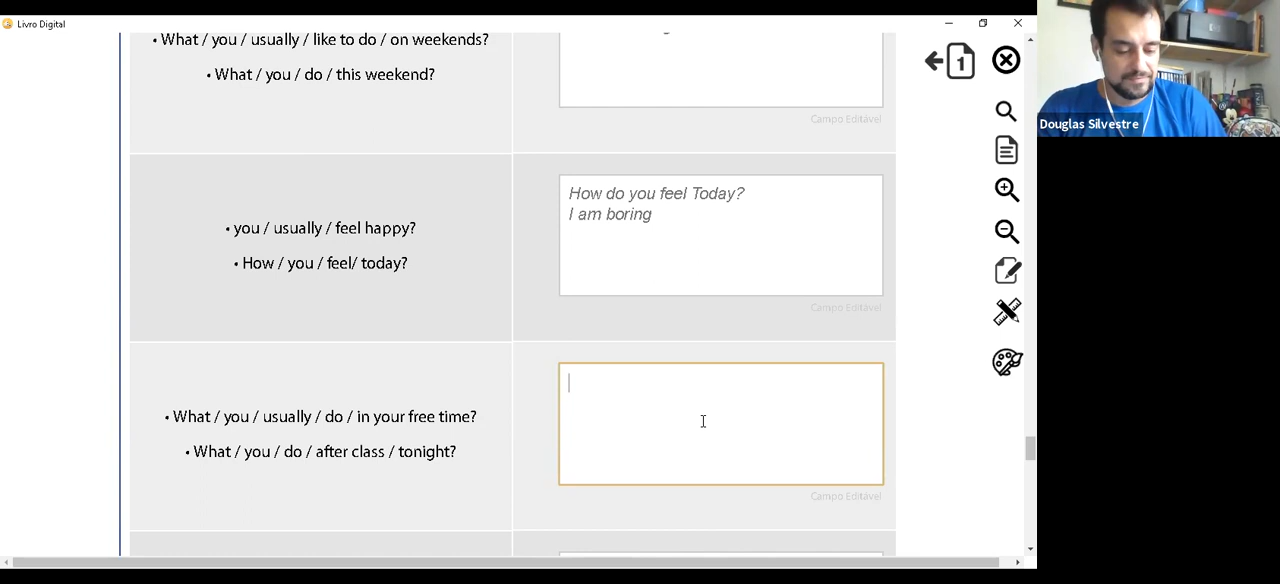 Livro Digital
• What / you / usually / like to do / on weekends?
• What / you / do / this weekend?
Campo Editável
1
Douglas Silvestre
• you / usually / feel happy?
• How / you / feel/ today?
How do you feel Today?
I am boring
Campo Editável
• What / you / usually / do / in your free time?
• What / you / do / after class / tonight?
Campo Editável